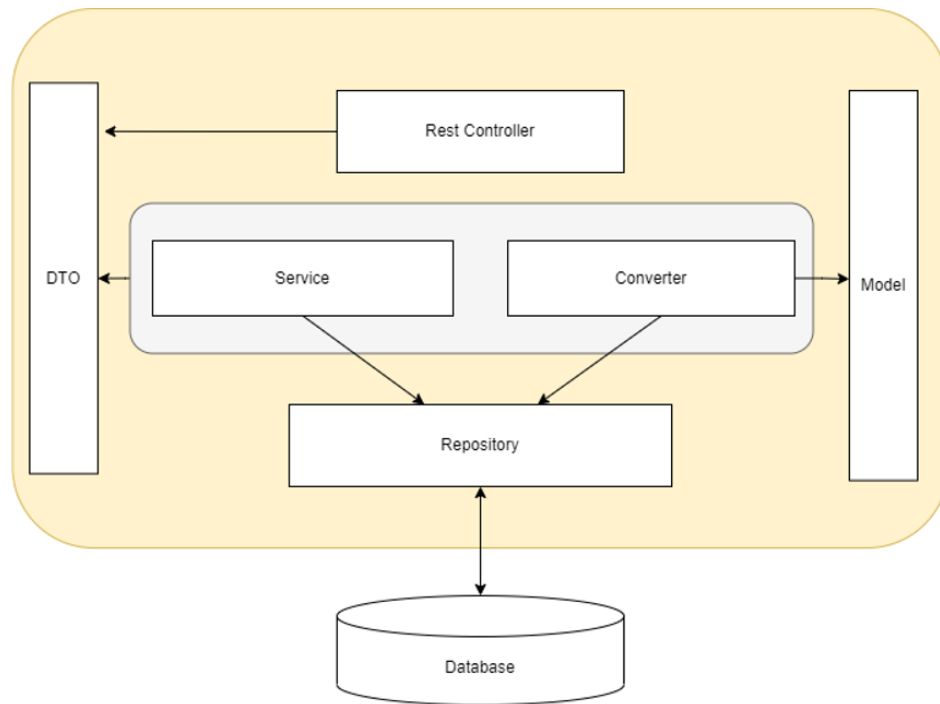 Rest Controller
DTO
Service
Converter
Model
Repository
Database